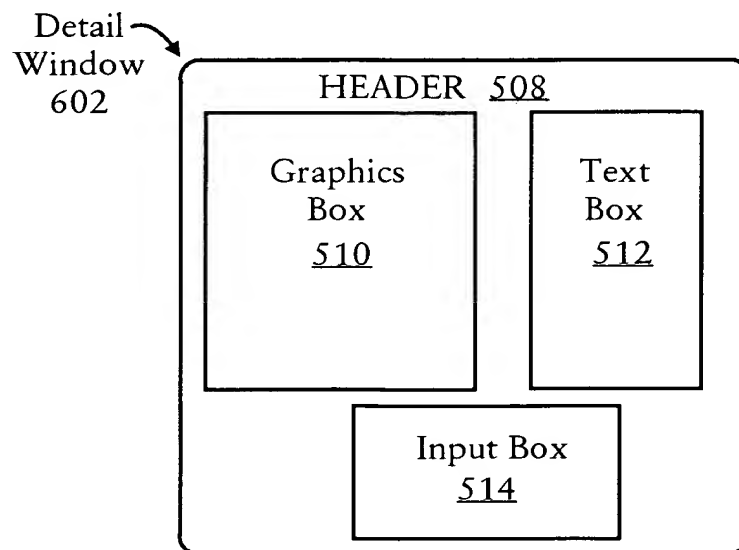 Detail
Window
602
HEADER 508
Graphics
Box
510
Text
Box
512
Input Box
514